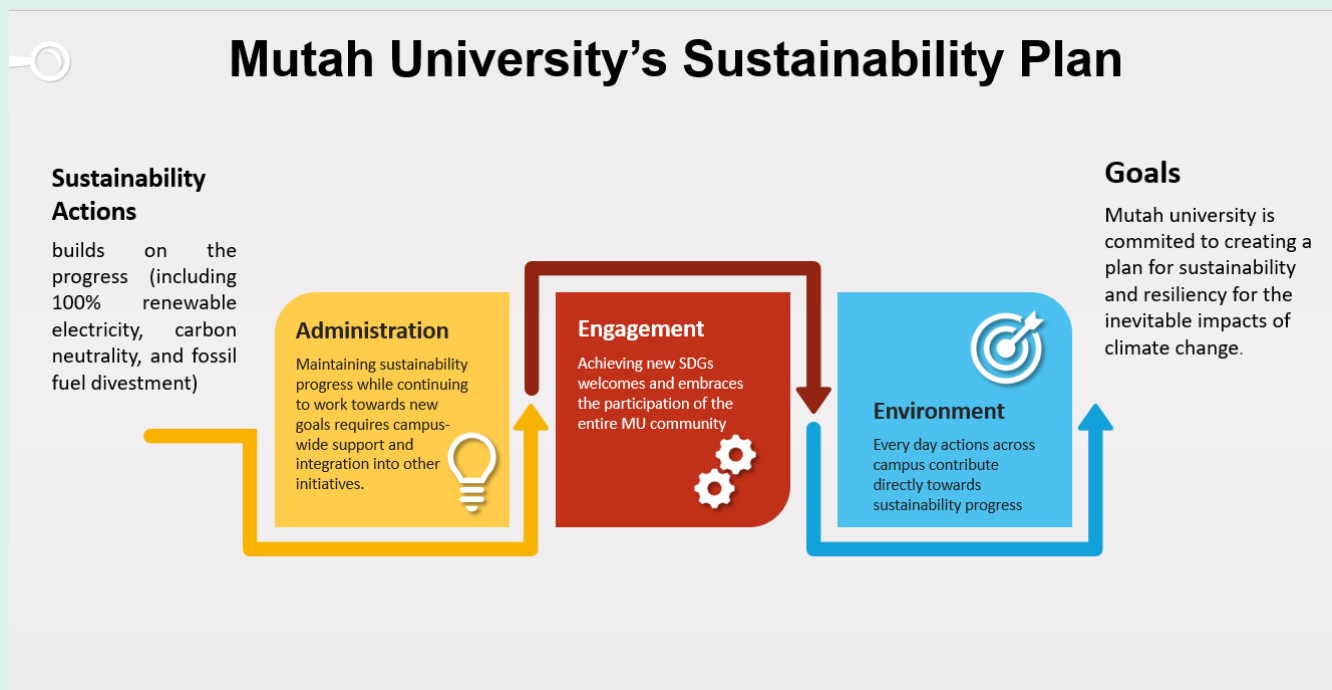 Mutah University’s Sustainability Plan
Sustainability
Actions
builds on the
progress (including
100% renewable
electricity, carbon
neutrality, and fossil
fuel divestment)
Administration
Maintaining sustainability
progress while continuing
to work towards new
goals requires campus-
wide support and
integration into other
initiatives.
Engagement
Achieving new SDGs
welcomes and embraces
the participation of the
entire MU community
Environment
Every day actions across
campus contribute
directly towards
sustainability progress
Goals
Mutah university is
commited to creating a
plan for sustainability
and resiliency for the
inevitable impacts of
climate change.